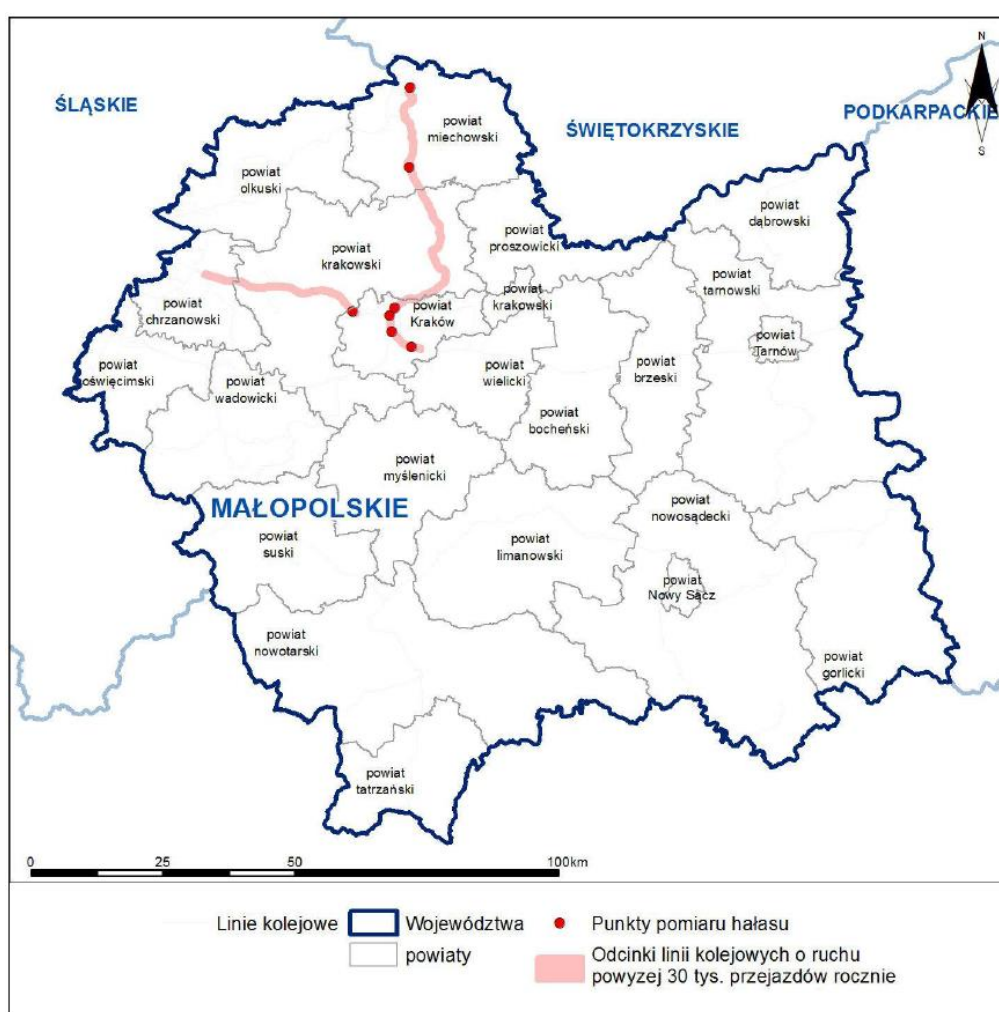 N
ŚLĄSKIE
ŚWIĘTOKRZYSKIE
PODKARPACKIE
S
powiat
miechowski
powiat
olkuski
powiat
dąbrowski
powiat
krakowski
powiat
proszowicki
powiat
tarnowski
powiat
chrzanowski
powiat
Kraków
powiat
krakowski
powiat
Tarnów
powiat
oświęcimski
powiat
wadowicki
powiat
wielicki
powiat
brzeski
powiat
bocheński
powiat
myślenicki
MAŁOPOLSKIE
powiat
nowosądecki
powiat
suski
powiat
limanowski
powiat
Nowy Sącz
powiat
nowotarski
powiat
gorlicki
powiat
tatrzański
0 25 50 100km
Linie kolejowe
Województwa
Punkty pomiaru hałasu
powiaty
Odcinki linii kolejowych o ruchu
powyzej 30 tys. przejazdów rocznie